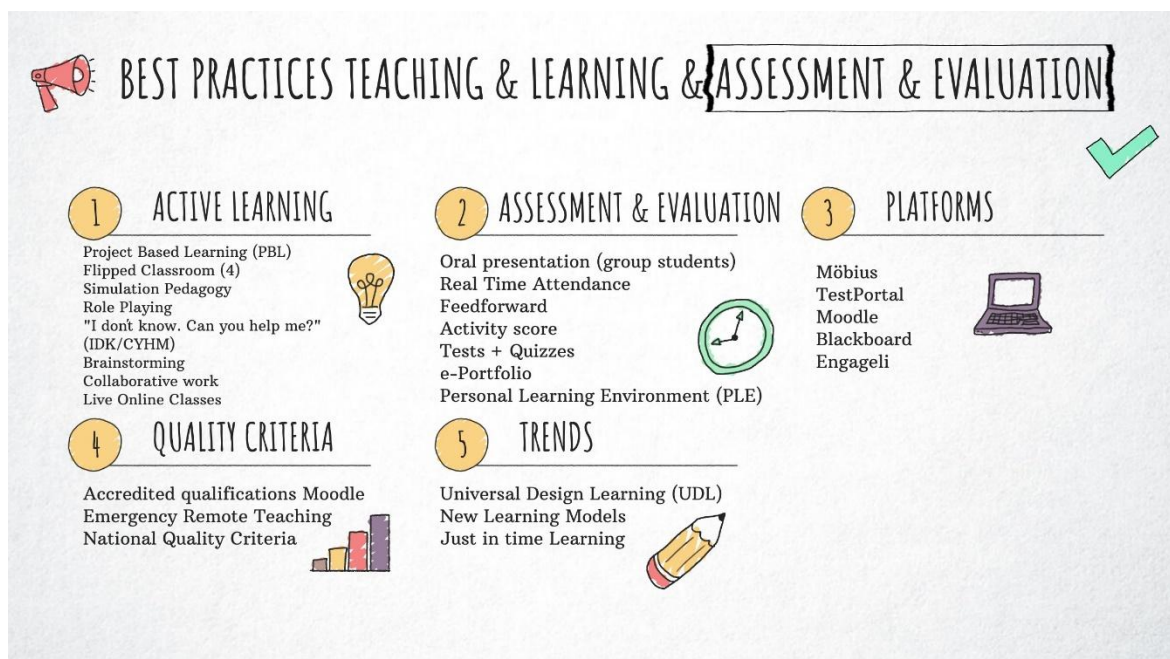 BEST PRACTICES TEACHING & LEARNING & ASSESSMENT & EVALUATION
1 ACTIVE LEARNING
Project Based Learning (PBL)
Flipped Classroom (4)
Simulation Pedagogy
Role Playing
"I don't know. Can you help me?"
(IDK/CYHM)
Brainstorming
Collaborative work
Live Online Classes
2 ASSESSMENT & EVALUATION
Oral presentation (group students)
Real Time Attendance
Feedforward
Activity score
Tests + Quizzes
e-Portfolio
Personal Learning Environment (PLE)
3 PLATFORMS
Möbius
TestPortal
Moodle
Blackboard
Engageli
4 QUALITY CRITERIA
Accredited qualifications Moodle
Emergency Remote Teaching
National Quality Criteria
5 TRENDS
Universal Design Learning (UDL)
New Learning Models
Just in time Learning